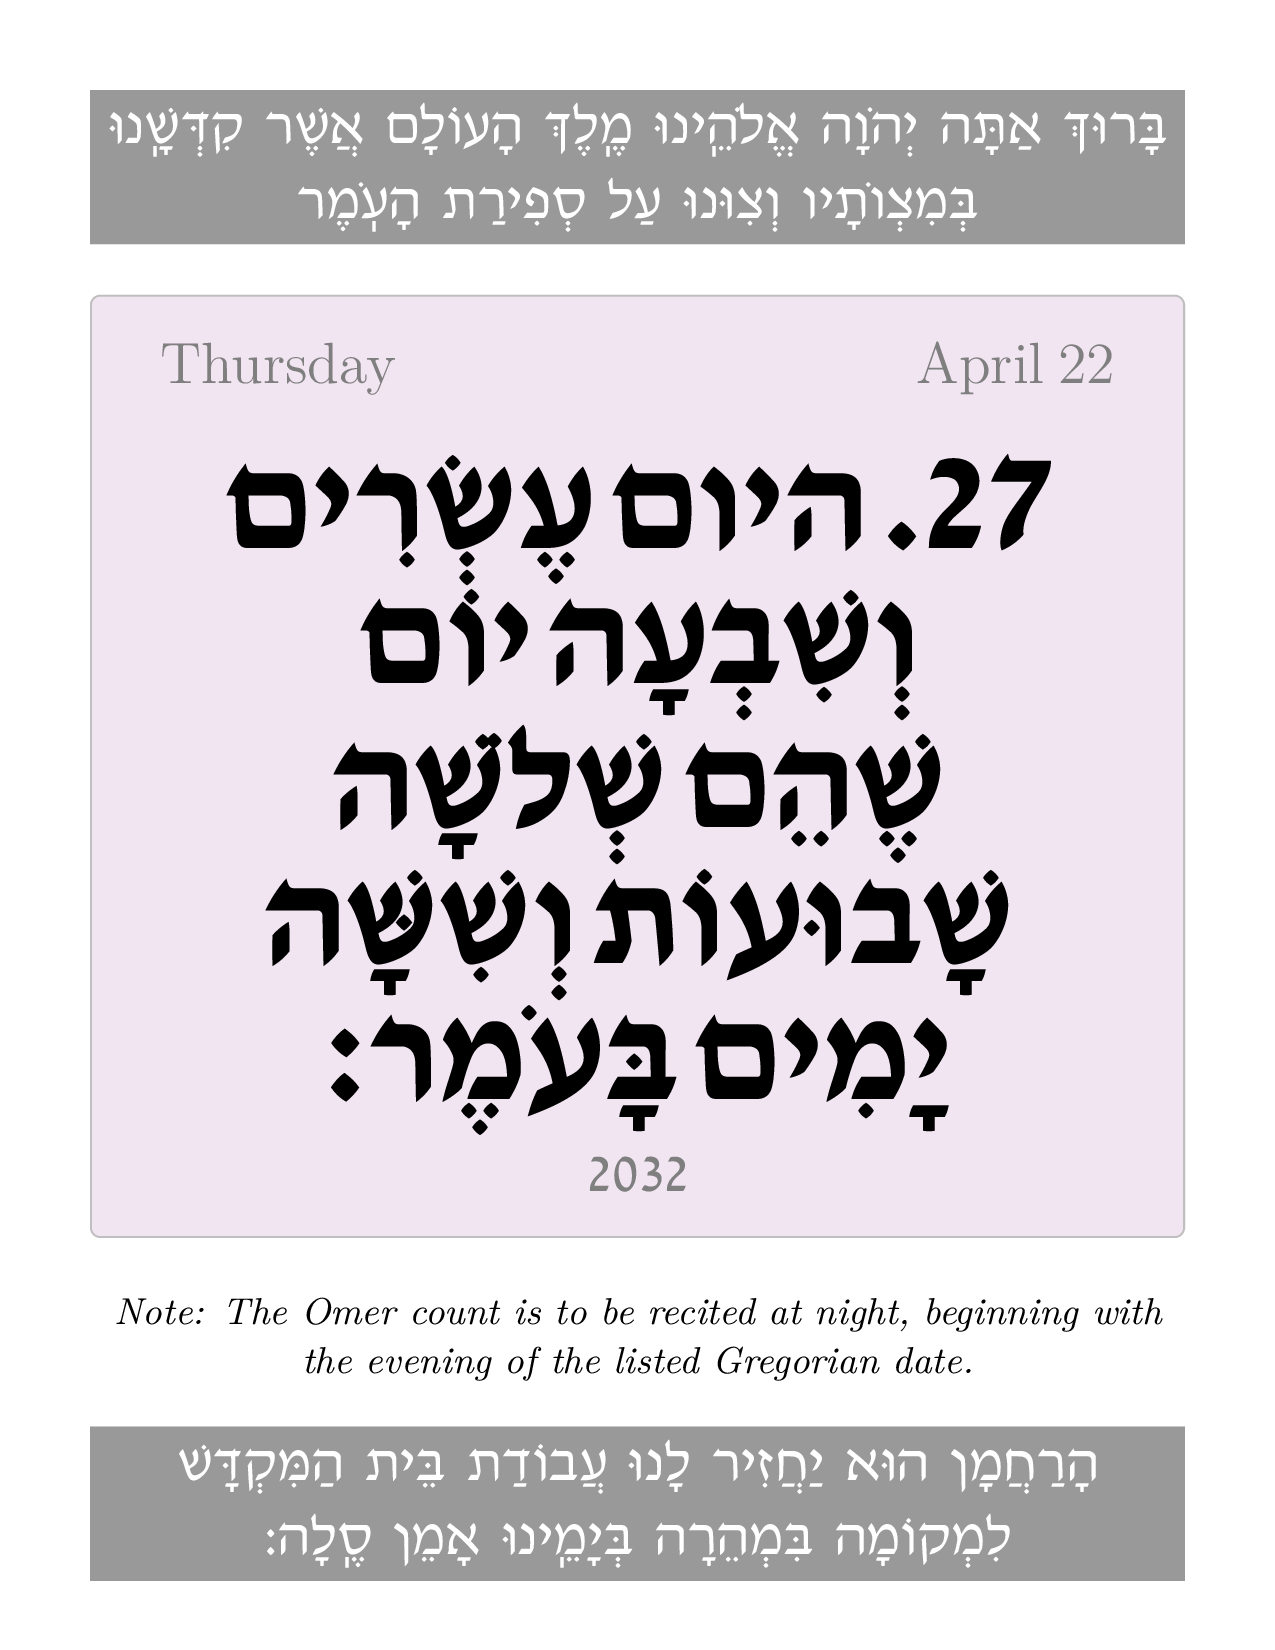 בָּרוּךְ אַתָּה יְהֹוָה אֱלֹהֵֽינוּ מֶֽלֶךְ הָעוֹלָם אֲשֶׁר קִדְּשָֽׁנוּ
בְּמִצְוֹתָיו וְצִוּנוּ עַל סְפִירַת הָעֹֽמֶר
Thursday April 22
27. היום עֶשְׂרִים
וְשִׁבְעָה יוֹם
שֶׁהֵם שְׁלֹשָׁה
שָׁבוּעוֹת וְשִׁשָּׁה
יָמִים בָּעֹמֶר:
2032
Note: The Omer count is to be recited at night, beginning with
the evening of the listed Gregorian date.
הָרַחֲמָן הוּא יַחֲזִיר לָנוּ עֲבוֹדַת בֵּית הַמִּקְדָּשׁ
לִמְקוֹמָה בִּמְהֵרָה בְּיָמֵֽינוּ אָמֵן סֶֽלָה: